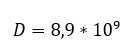 D = 8,9 * 10⁹